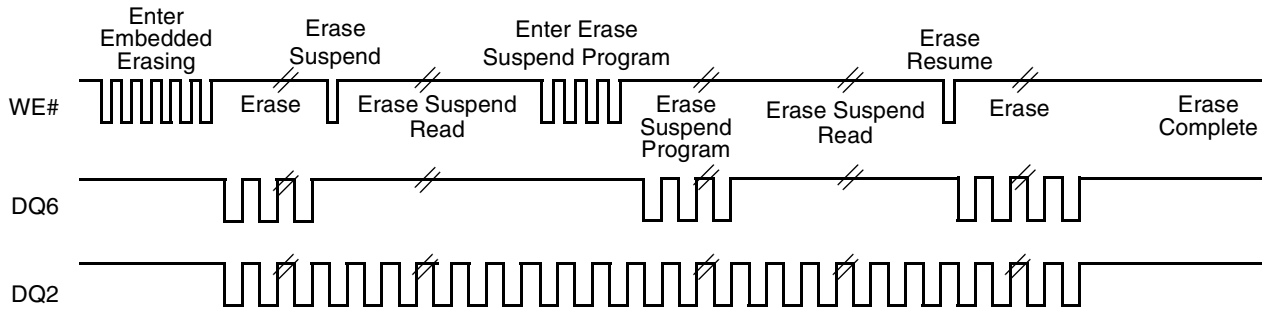 Enter
Embedded
Erasing
Erase
Suspend
Enter Erase
Suspend Program
Erase
Resume
WE#
Erase
Erase Suspend
Read
Erase
Suspend
Program
Erase Suspend
Read
Erase
Erase
Complete
DQ6
DQ2